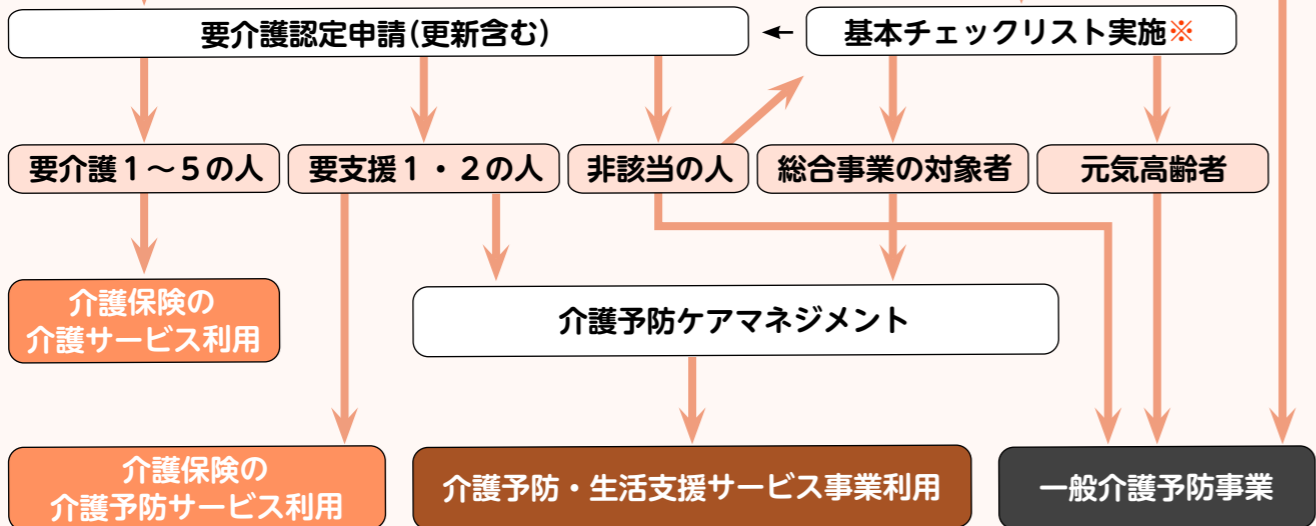 要介護認定申請(更新含む)
基本チェックリスト実施※
要介護1〜5の人
要支援1・2の人
非該当の人
総合事業の対象者
元気高齢者
介護保険の
介護サービス利用
介護予防ケアマネジメント
介護保険の
介護予防サービス利用
介護予防・生活支援サービス事業利用
一般介護予防事業